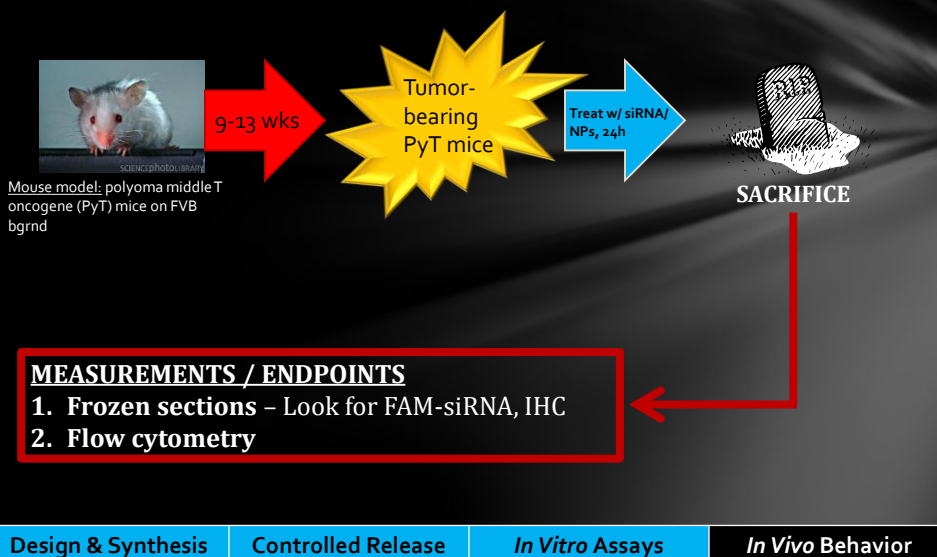 SCIENCEphotoLIBRARY
Mouse model: polyoma middle T
oncogene (PyT) mice on FVB
bgrnd
9-13 wks
Tumor-
bearing
PyT mice
Treat w/ siRNA/
NPs, 24h
RIP
SACRIFICE
MEASUREMENTS / ENDPOINTS
1. Frozen sections – Look for FAM-siRNA, IHC
2. Flow cytometry
Design & Synthesis
Controlled Release
In Vitro Assays
In Vivo Behavior